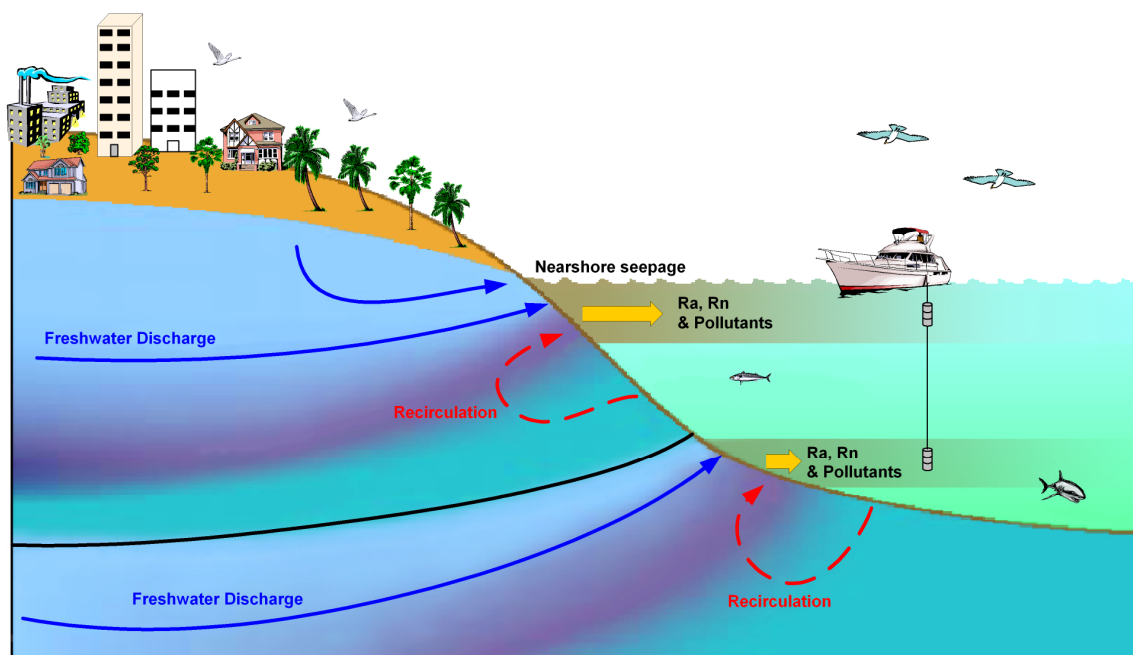 Nearshore seepage
Ra, Rn
& Pollutants
Freshwater Discharge
Recirculation
Ra, Rn
& Pollutants
Freshwater Discharge
Recirculation